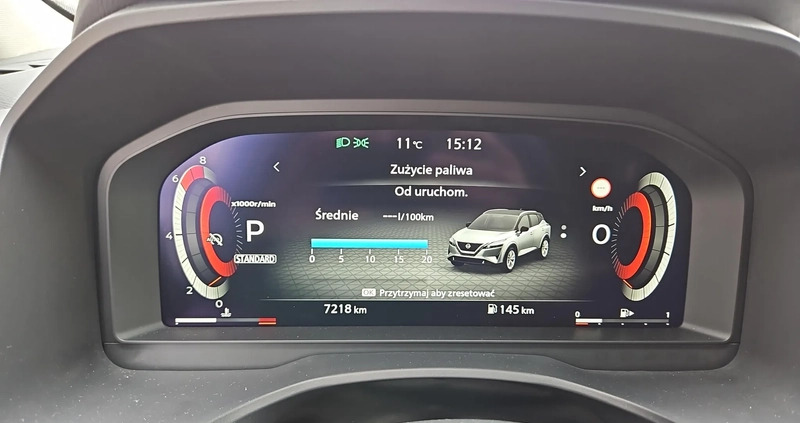 11°C 15:12
Zużycie paliwa
Od uruchom.
Średnie ---l/100km
0 5 10 15 20
OK Przytrzymaj aby zresetować
7218 km
145 km
8
6
x1000r/min
4
P
STANDARD
2
0
km/h
0
0 1